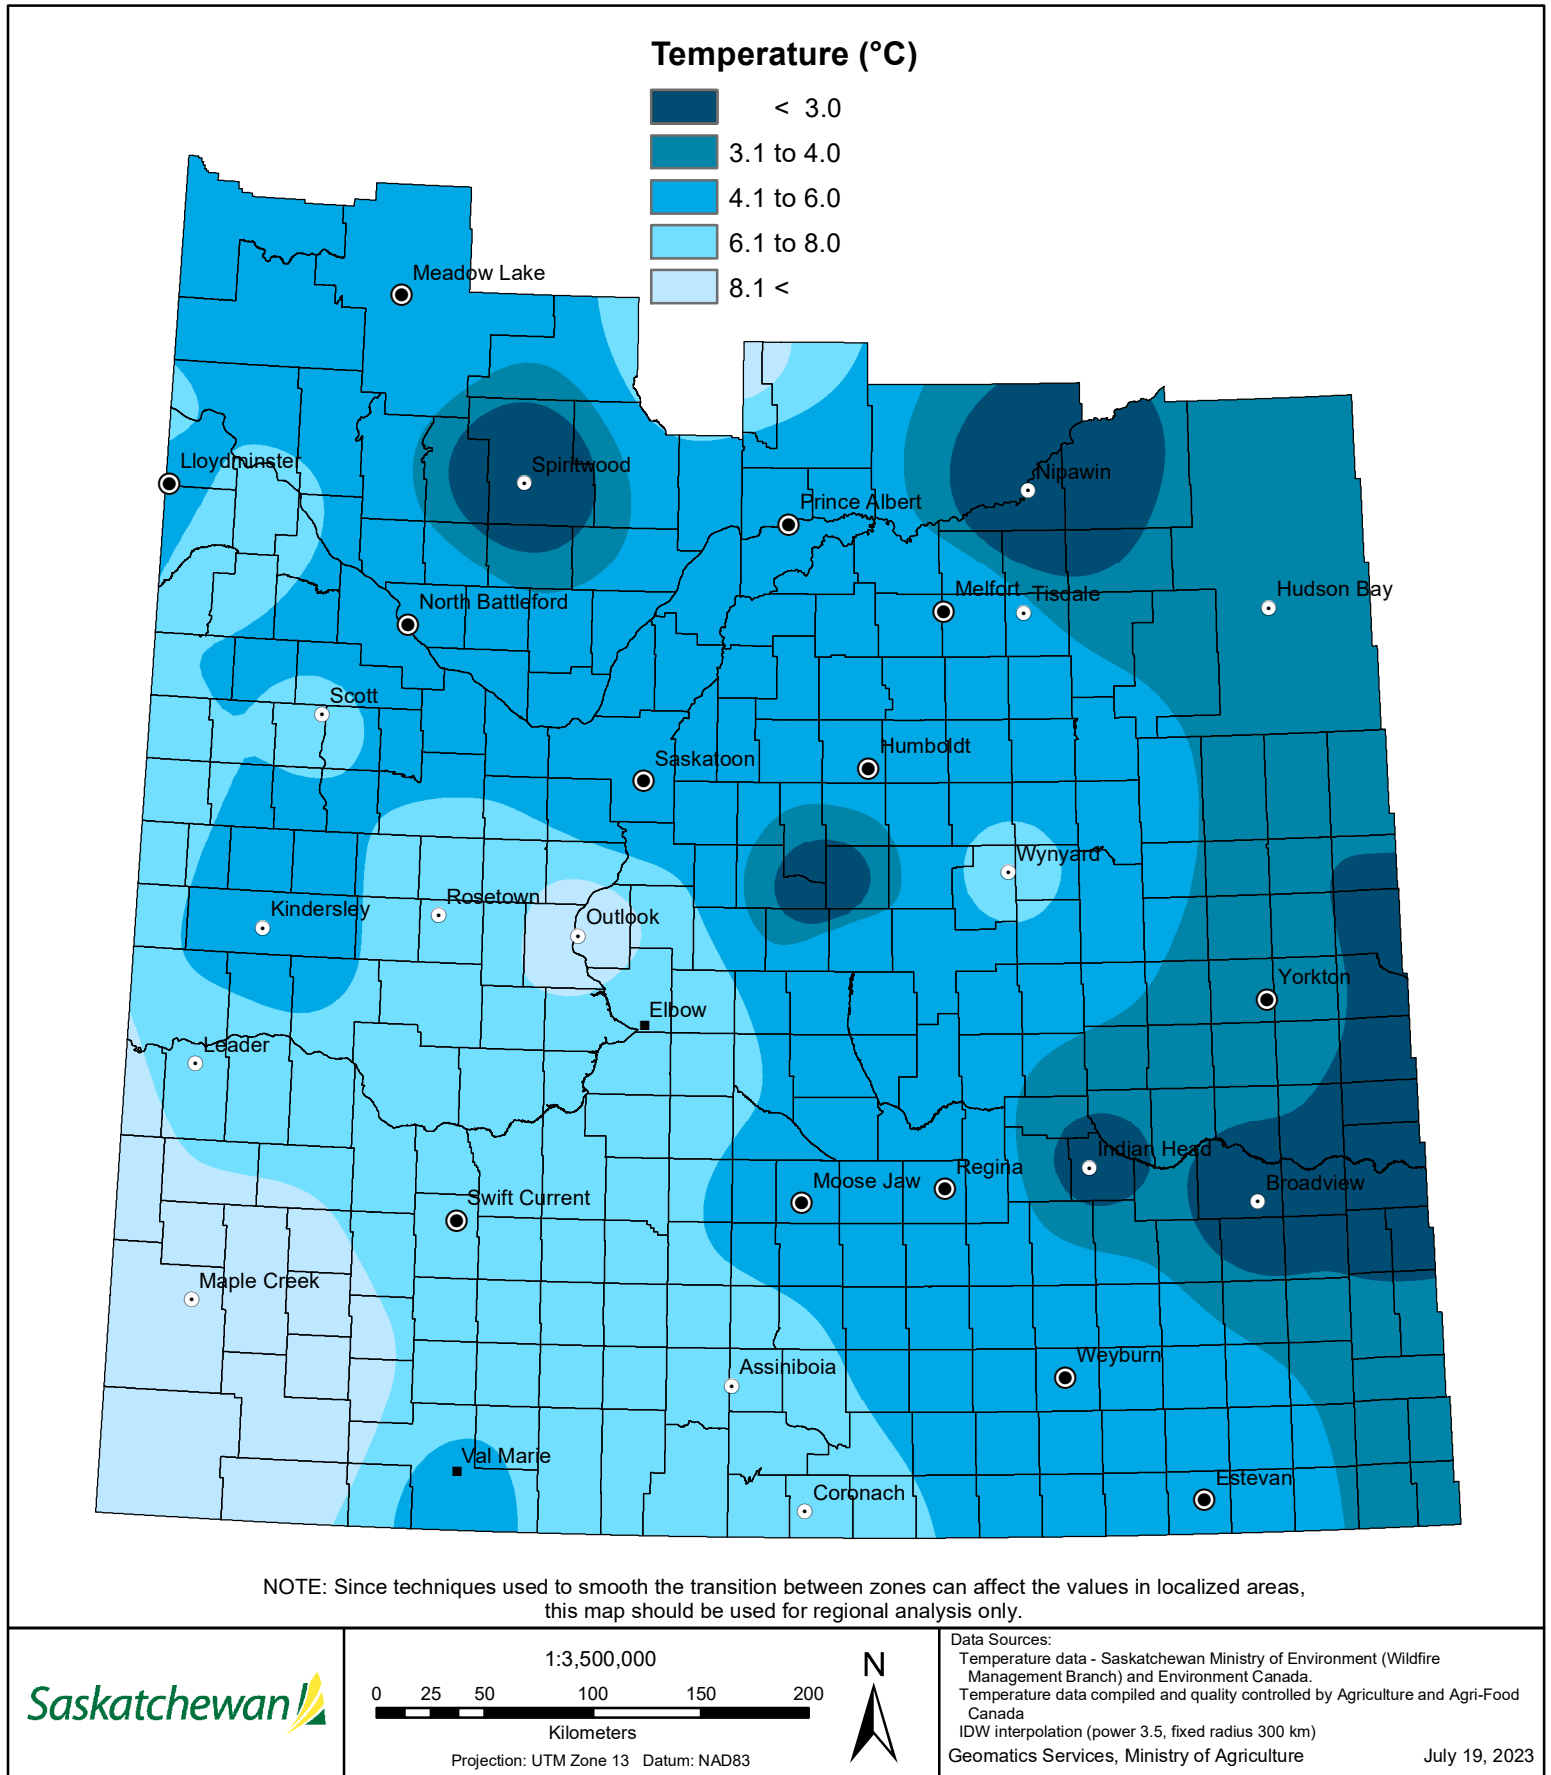 Temperature (°C)
< 3.0
3.1 to 4.0
4.1 to 6.0
6.1 to 8.0
8.1 <
Meadow Lake
Lloydminster
Spiritwood
Nipawin
Prince Albert
Melfort
Tisdale
Hudson Bay
North Battleford
Scott
Saskatoon
Humboldt
Wynyard
Rosetown
Kindersley
Outlook
Yorkton
Elbow
Leader
Indian Head
Regina
Moose Jaw
Broadview
Swift Current
Maple Creek
Weyburn
Assiniboia
Val Marie
Estevan
Coronach
NOTE: Since techniques used to smooth the transition between zones can affect the values in localized areas,
this map should be used for regional analysis only.
Saskatchewan
1:3,500,000
0 25 50 100 150 200
Kilometers
Projection: UTM Zone 13 Datum: NAD83
N
Data Sources:
Temperature data - Saskatchewan Ministry of Environment (Wildfire
Management Branch) and Environment Canada.
Temperature data compiled and quality controlled by Agriculture and Agri-Food
Canada
IDW interpolation (power 3.5, fixed radius 300 km)
Geomatics Services, Ministry of Agriculture
July 19, 2023